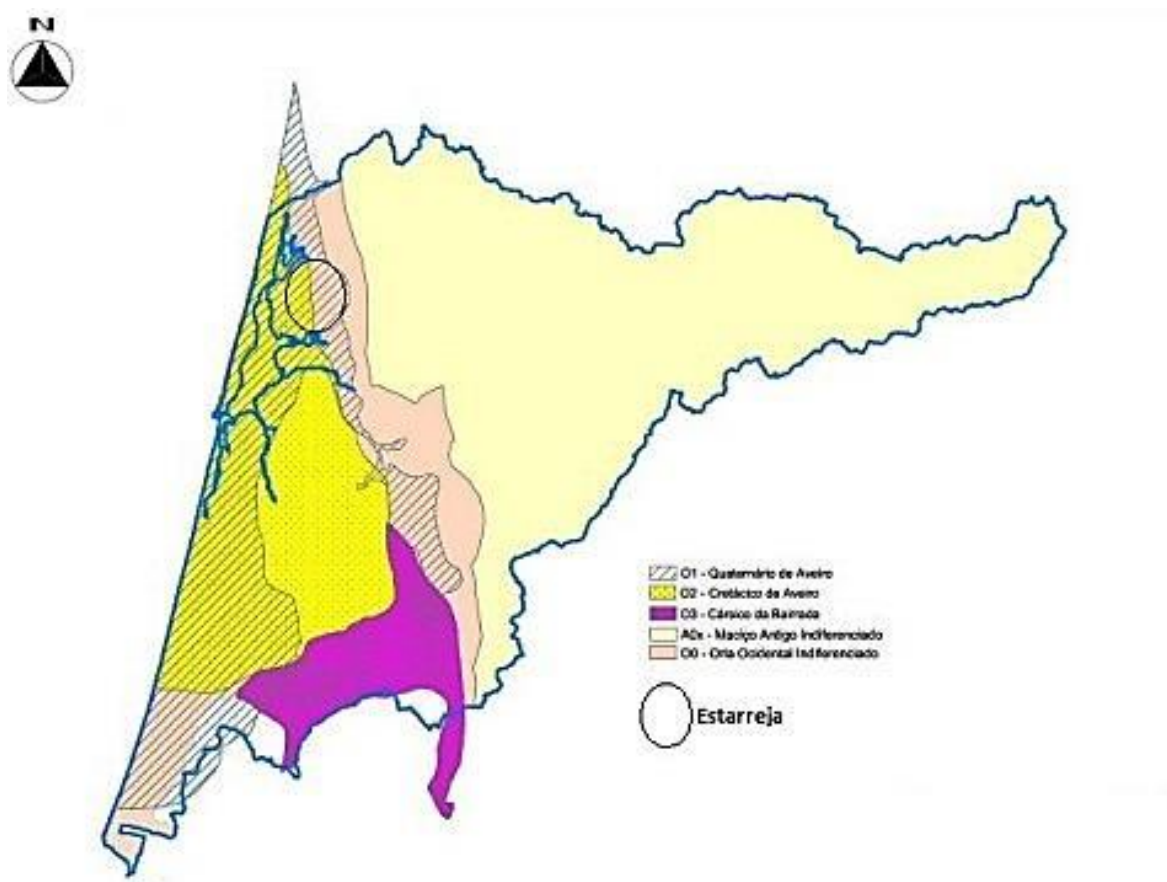 N
O1 - Quaternário de Aveiro
O2 - Cretácico de Aveiro
O3 - Cársico da Bairrada
A0x - Maciço Antigo Indiferenciado
O0 - Orla Ocidental Indiferenciado
Estarreja